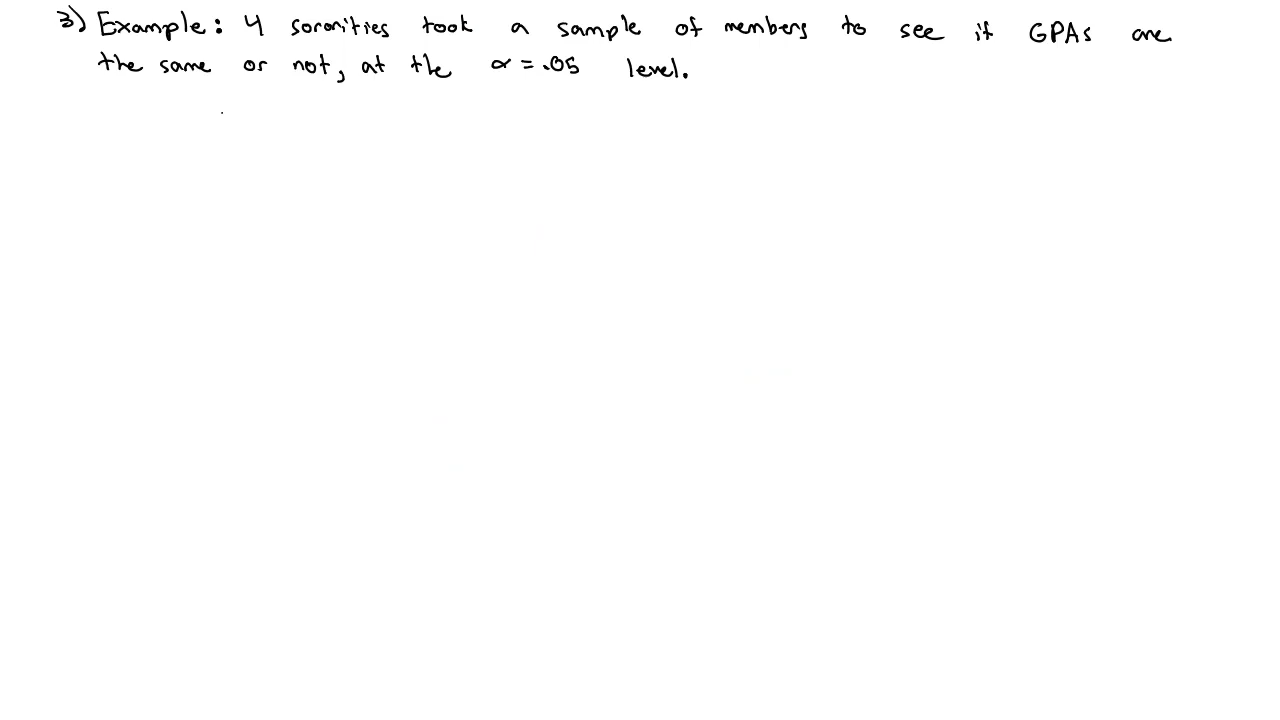 3) Example: 4 sororities took a sample of members to see if GPAs are
the same or not, at the α = .05 level.